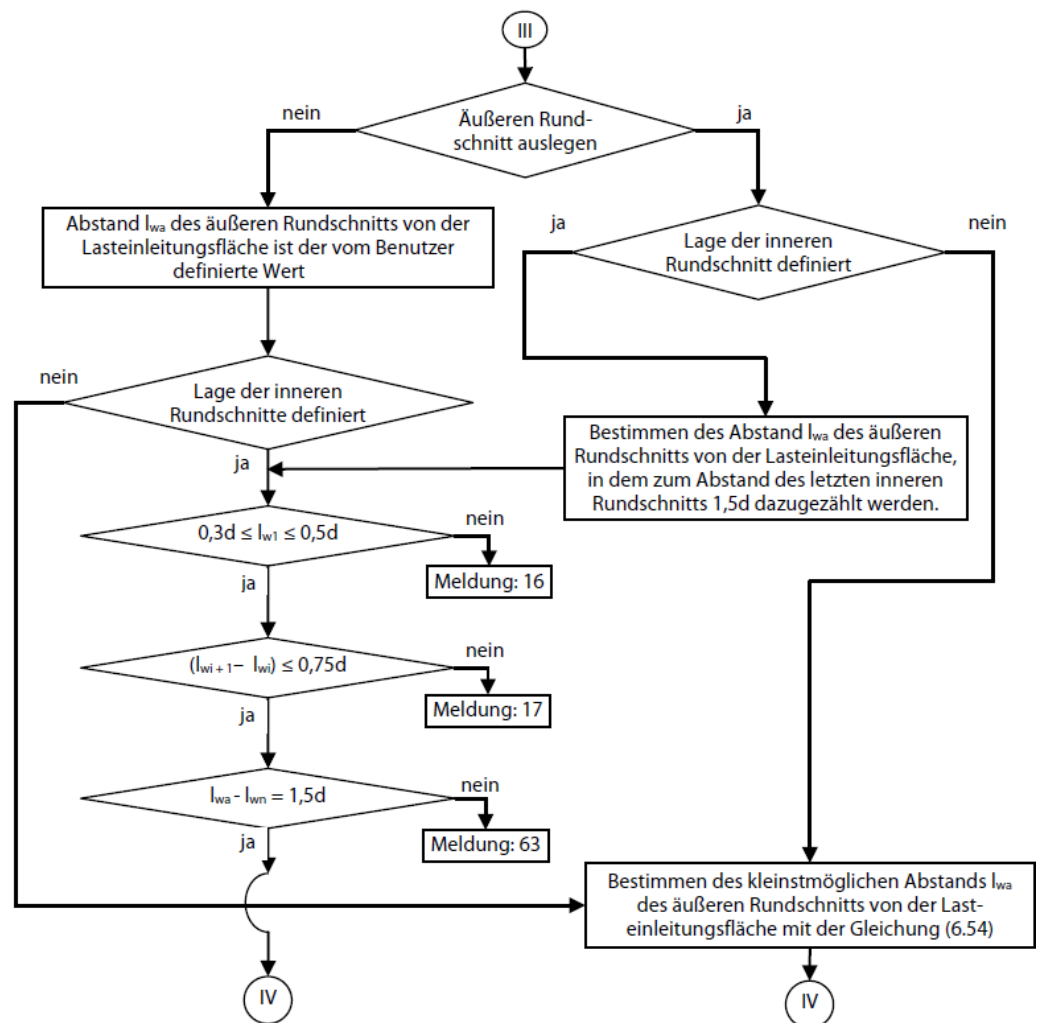 III
nein
ja
Äußeren Rund-
schnitt auslegen
Abstand lwa des äußeren Rundschnitts von der
Lasteinleitungsfläche ist der vom Benutzer
definierte Wert
ja
nein
Lage der inneren
Rundschnitt definiert
nein
Lage der inneren
Rundschnitte definiert
ja
Bestimmen des Abstand lwa des äußeren
Rundschnitts von der Lasteinleitungsfläche,
in dem zum Abstand des letzten inneren
Rundschnitts 1,5d dazugezählt werden.
0,3d ≤ lw1 ≤ 0,5d
nein
Meldung: 16
ja
(lwi + 1 – lwi) ≤ 0,75d
nein
Meldung: 17
ja
lwa - lwn = 1,5d
nein
Meldung: 63
ja
Bestimmen des kleinstmöglichen Abstands lwa
des äußeren Rundschnitts von der Last-
einleitungsfläche mit der Gleichung (6.54)
IV
IV